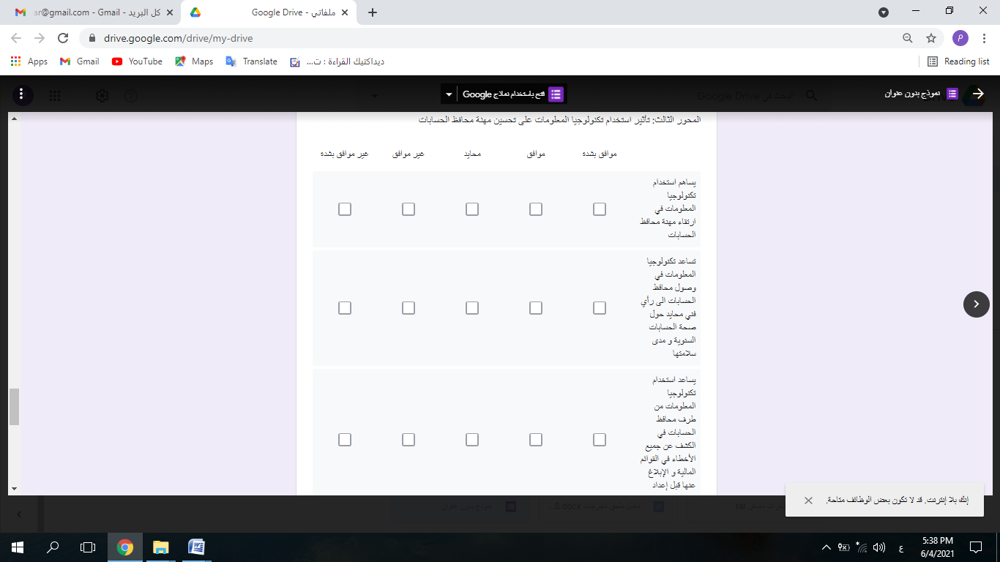 كل البريد - ar@gmail.com - Gmail
ملفاتي - Google Drive
drive.google.com/drive/my-drive
P
Apps
Gmail
YouTube
Maps
Translate
ديداكتيك القراءة : ت...
Reading list
فتح باستخدام نماذج Google
نموذج بدون عنوان
البحث في Google Drive
المحور الثالث: تأثير استخدام تكنولوجيا المعلومات على تحسين مهنة محافظ الحسابات
موافق بشدة
موافق
محايد
غير موافق
غير موافق بشدة
يساهم استخدام
تكنولوجيا
المعلومات في
ارتقاء مهنة محافظ
الحسابات
تساعد تكنولوجيا
المعلومات في
وصول محافظ
الحسابات الى رأي
فني محايد حول
صحة الحسابات
السنوية و مدى
سلامتها
يساعد استخدام
تكنولوجيا
المعلومات من
طرف محافظ
الحسابات في
الكشف عن جميع
الأخطاء في القوائم
المالية و الإبلاغ
عنها قبل إعداد
إنك بلا إنترنت. قد لا تكون بعض الوظائف متاحة.
نموذج بدون عنوان
ع
5:38 PM
6/4/2021